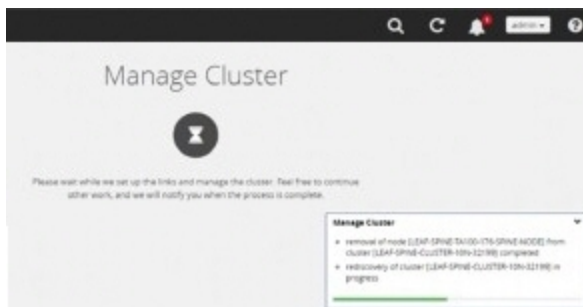 admin
Manage Cluster
Please wait while we set up the links and manage the cluster. Feel free to continue
other work, and we will notify you when the process is complete.
Manage Cluster
removal of node [LEAF-SPINE-TA100-176-SPINE-NODE] from
cluster [LEAF-SPINE-CLUSTER-10N-32199] completed
rediscovery of cluster [LEAF-SPINE-CLUSTER-10N-32199] in
progress